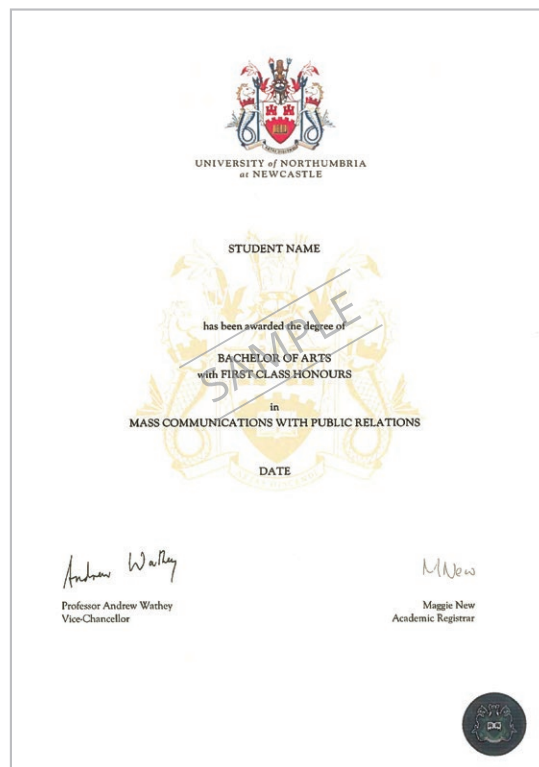 UNIVERSITY of NORTHUMBRIA
at NEWCASTLE
STUDENT NAME
has been awarded the degree of
BACHELOR OF ARTS
with FIRST CLASS HONOURS
SAMPLE
in
MASS COMMUNICATIONS WITH PUBLIC RELATIONS
DATE
Andrew Wathey
MNew
Professor Andrew Wathey
Vice-Chancellor
Maggie New
Academic Registrar